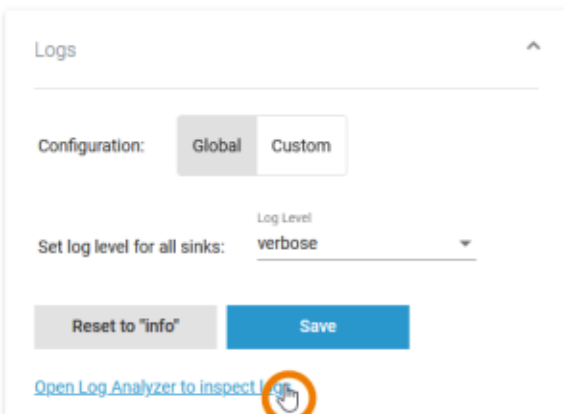 Logs
Configuration: Global Custom
Log Level
Set log level for all sinks: verbose
Reset to "info" Save
Open Log Analyzer to inspect logs